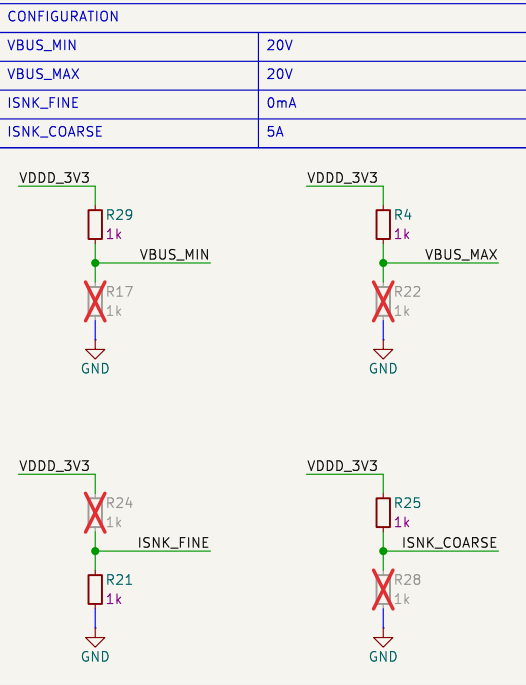 CONFIGURATION
VBUS_MIN 20V
VBUS_MAX 20V
ISNK_FINE 0mA
ISNK_COARSE 5A
VDDD_3V3 VDDD_3V3
R29 R4
1k 1k
VBUS_MIN VBUS_MAX
R17 R22
1k 1k
GND GND
VDDD_3V3 VDDD_3V3
R24 R25
1k 1k
ISNK_FINE ISNK_COARSE
R21 R28
1k 1k
GND GND